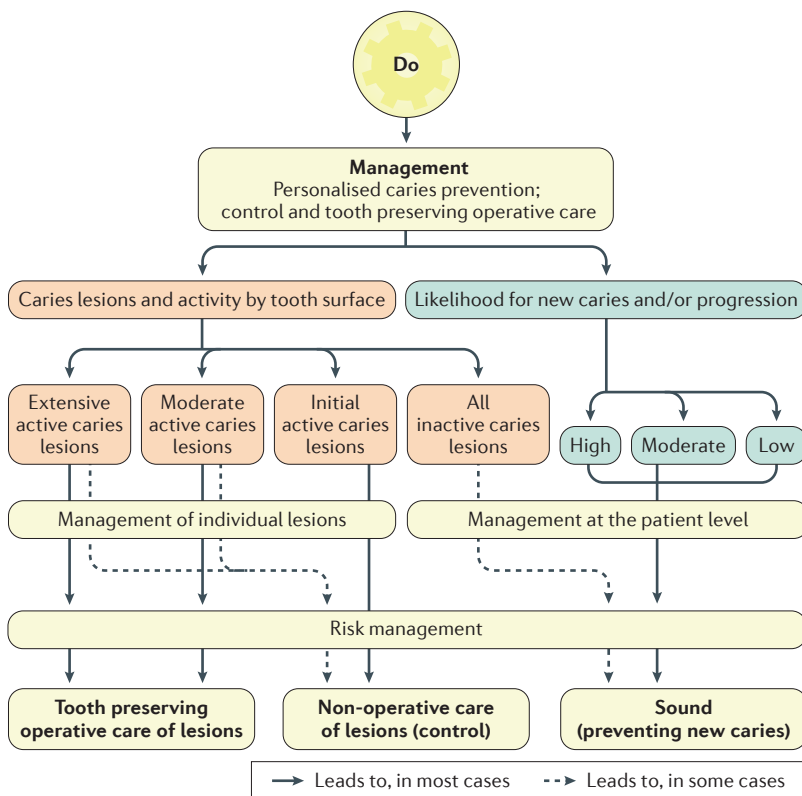 Do
Management
Personalised caries prevention;
control and tooth preserving operative care
Caries lesions and activity by tooth surface
Likelihood for new caries and/or progression
Extensive
active caries
lesions
Moderate
active caries
lesions
Initial
active caries
lesions
All
inactive caries
lesions
High
Moderate
Low
Management of individual lesions
Management at the patient level
Risk management
Tooth preserving
operative care of lesions
Non-operative care
of lesions (control)
Sound
(preventing new caries)
Leads to, in most cases
Leads to, in some cases